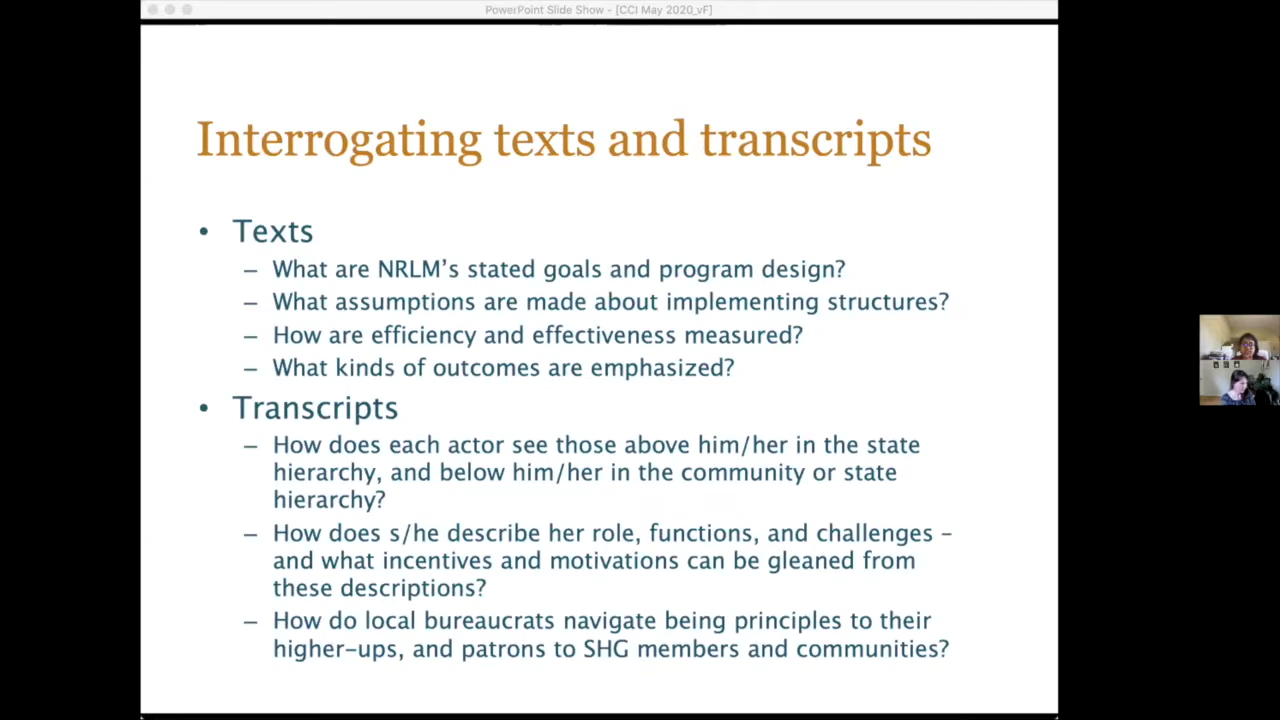 PowerPoint Slide Show - [CCI May 2020_vF]
Interrogating texts and transcripts
• Texts
– What are NRLM’s stated goals and program design?
– What assumptions are made about implementing structures?
– How are efficiency and effectiveness measured?
– What kinds of outcomes are emphasized?
• Transcripts
– How does each actor see those above him/her in the state
hierarchy, and below him/her in the community or state
hierarchy?
– How does s/he describe her role, functions, and challenges –
and what incentives and motivations can be gleaned from
these descriptions?
– How do local bureaucrats navigate being principles to their
higher-ups, and patrons to SHG members and communities?